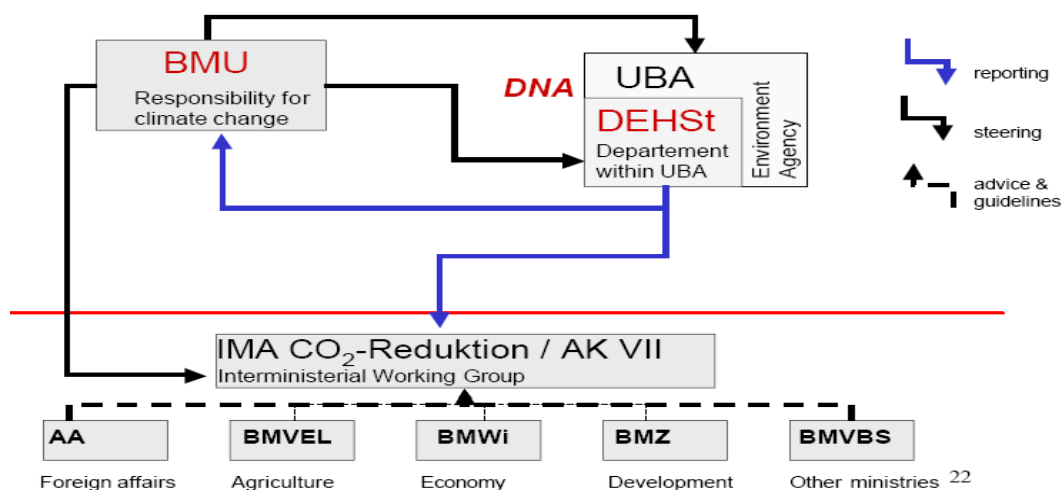 BMU
Responsibility for
climate change
DNA
UBA
DEHSt
Departement
within UBA
Environment
Agency
reporting
steering
advice &
guidelines
IMA CO₂-Reduktion / AK VII
Interministerial Working Group
AA
BMVEL
BMWi
BMZ
BMVBS
Foreign affairs
Agriculture
Economy
Development
Other ministries
22